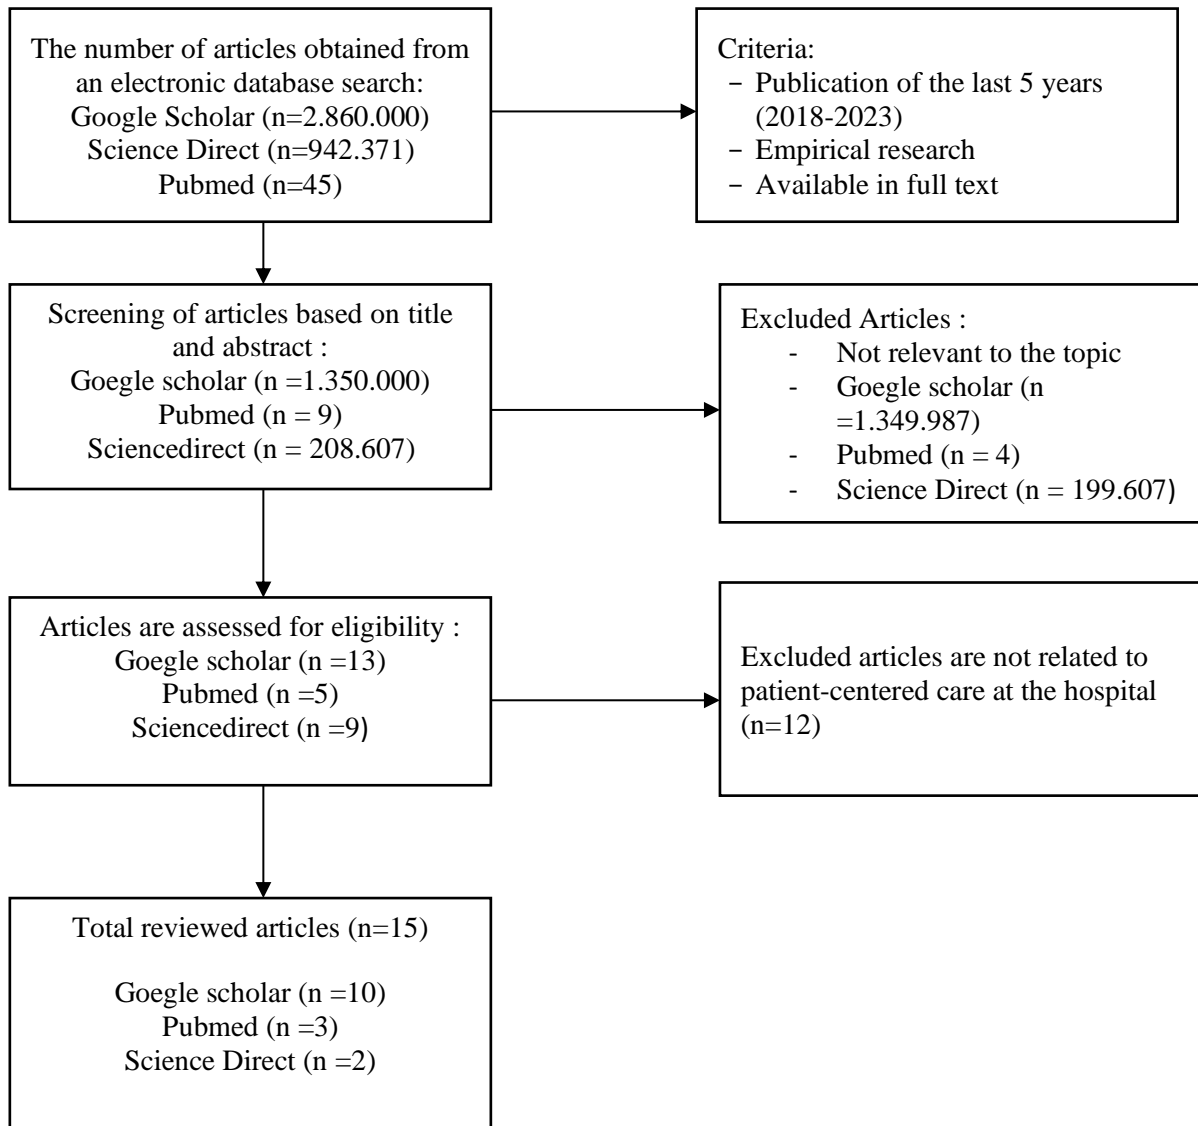 The number of articles obtained from
an electronic database search:
Google Scholar (n=2.860.000)
Science Direct (n=942.371)
Pubmed (n=45)
Criteria:
– Publication of the last 5 years
(2018-2023)
– Empirical research
– Available in full text
Screening of articles based on title
and abstract :
Goegle scholar (n =1.350.000)
Pubmed (n = 9)
Sciencedirect (n = 208.607)
Excluded Articles :
- Not relevant to the topic
- Goegle scholar (n
=1.349.987)
- Pubmed (n = 4)
- Science Direct (n = 199.607)
Articles are assessed for eligibility :
Goegle scholar (n =13)
Pubmed (n =5)
Sciencedirect (n =9)
Excluded articles are not related to
patient-centered care at the hospital
(n=12)
Total reviewed articles (n=15)
Goegle scholar (n =10)
Pubmed (n =3)
Science Direct (n =2)